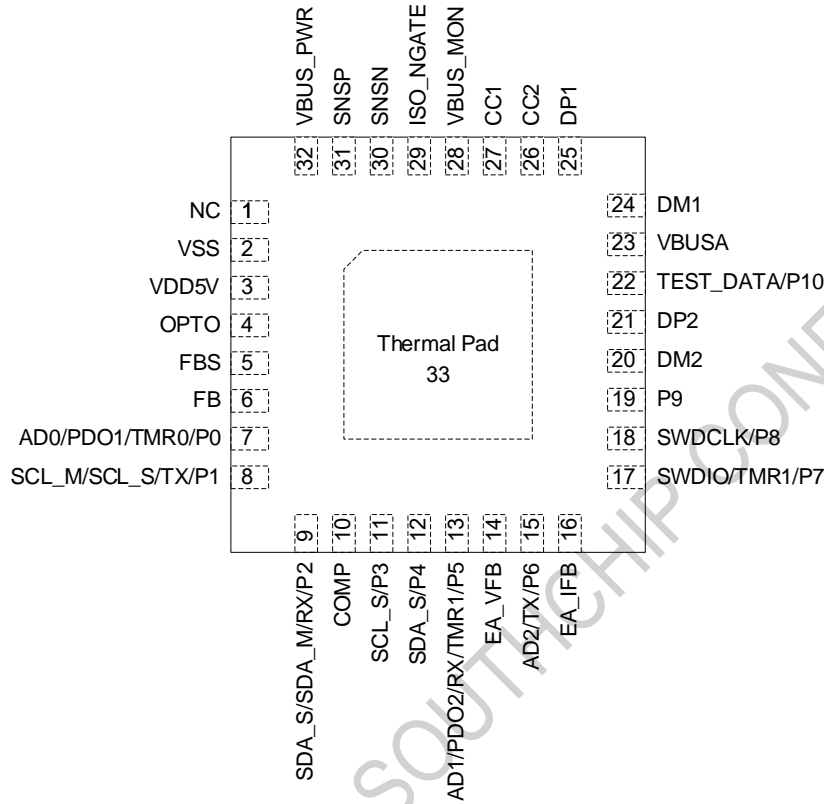 VBUS_PWR
SNSP
SNSN
ISO_NGATE
VBUS_MON
CC1
CC2
DP1
32
31
30
29
28
27
26
25
NC 1
VSS 2
VDD5V 3
OPTO 4
FBS 5
FB 6
AD0/PDO1/TMR0/P0 7
SCL_M/SCL_S/TX/P1 8
Thermal Pad
33
24 DM1
23 VBUSA
22 TEST_DATA/P10
21 DP2
20 DM2
19 P9
18 SWDCLK/P8
17 SWDIO/TMR1/P7
9
10
11
12
13
14
15
16
SDA_S/SDA_M/RX/P2
COMP
SCL_S/P3
SDA_S/P4
AD1/PDO2/RX/TMR1/P5
EA_VFB
AD2/TX/P6
EA_IFB
SOUTHCHIP CONF